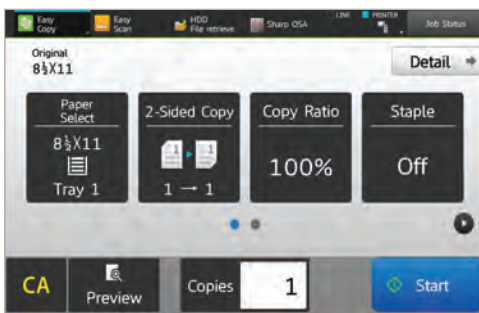 Easy Copy
Easy Scan
HDD File retrieve
Sharp OSA
LINE
PRINTER
Job Status
Original
8½X11
Detail
Paper Select
8½X11
Tray 1
2-Sided Copy
1 1
1 → 1
Copy Ratio
100%
Staple
Off
CA
Preview
Copies
1
Start